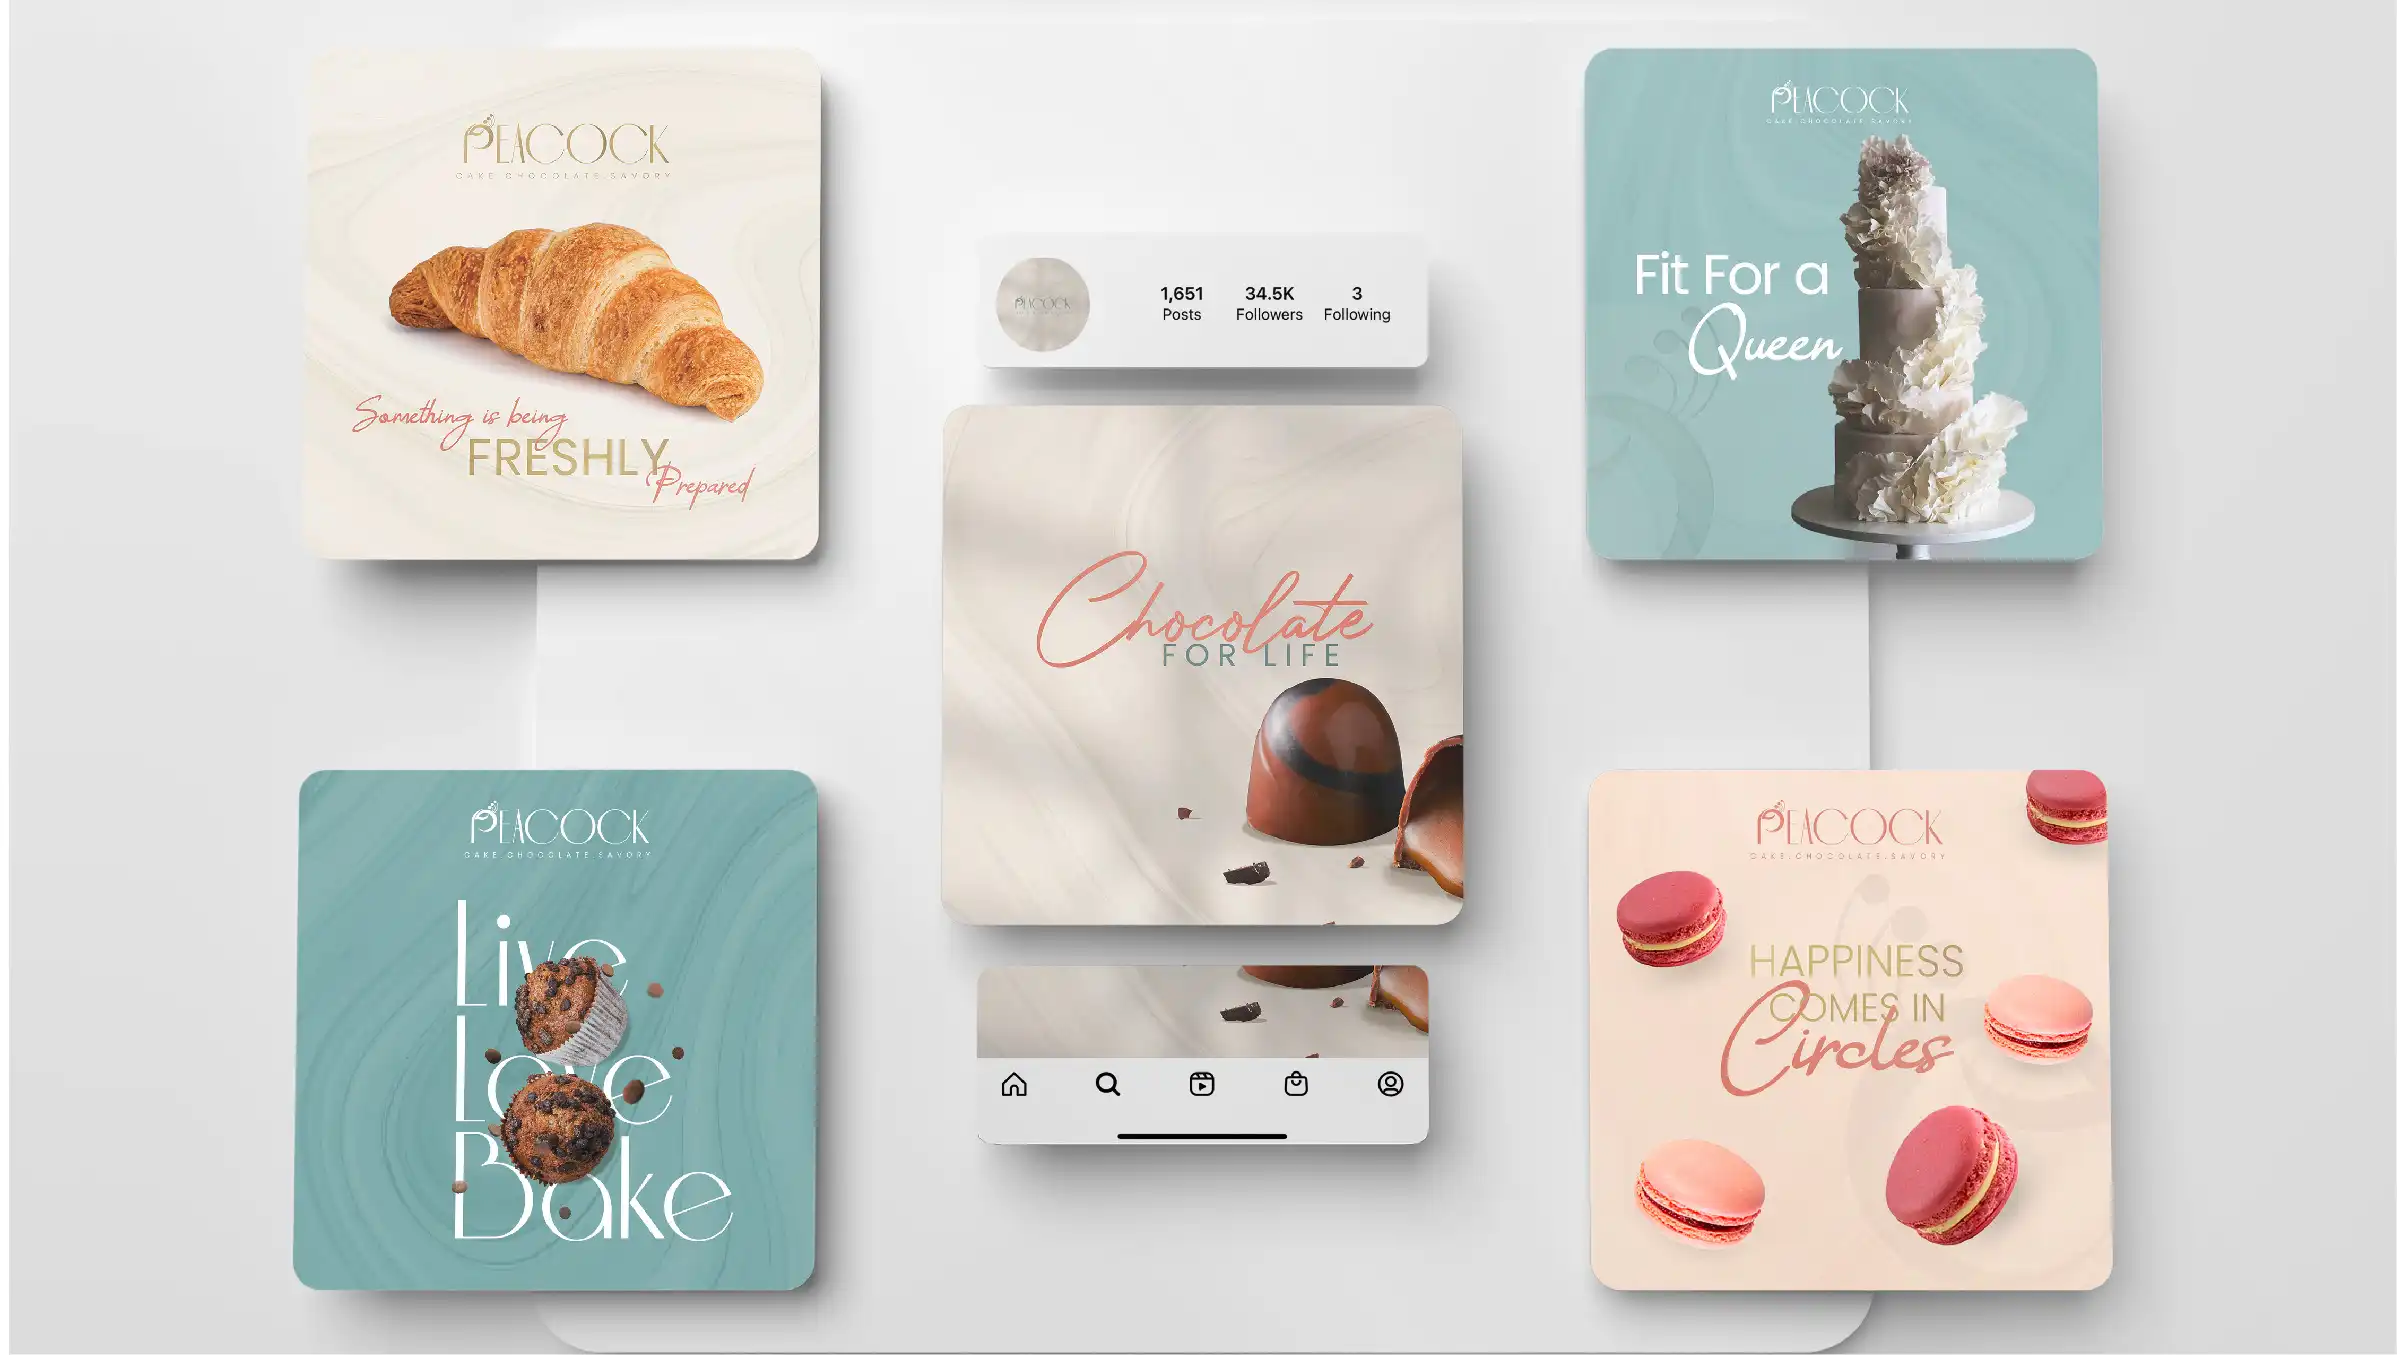 PEACOCK
CAKE.CHOCOLATE.SAVORY
Something is being
FRESHLY
Prepared
PEACOCK
CAKE.CHOCOLATE.SAVORY
Live
Love
Bake
PEACOCK
1,651 34.5K 3
Posts Followers Following
Chocolate
FOR LIFE
PEACOCK
CAKE.CHOCOLATE.SAVORY
Fit For a
Queen
PEACOCK
CAKE.CHOCOLATE.SAVORY
HAPPINESS
COMES IN
Circles